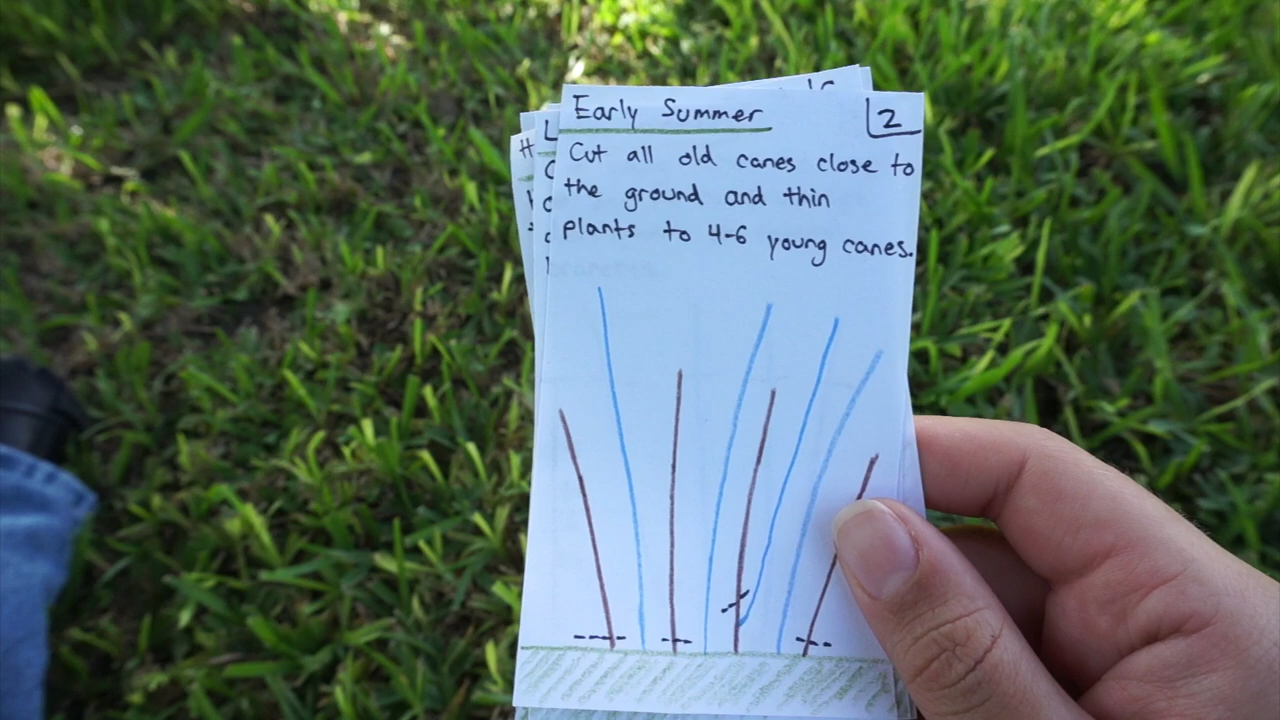 Early Summer
2
Cut all old canes close to
the ground and thin
plants to 4-6 young canes.